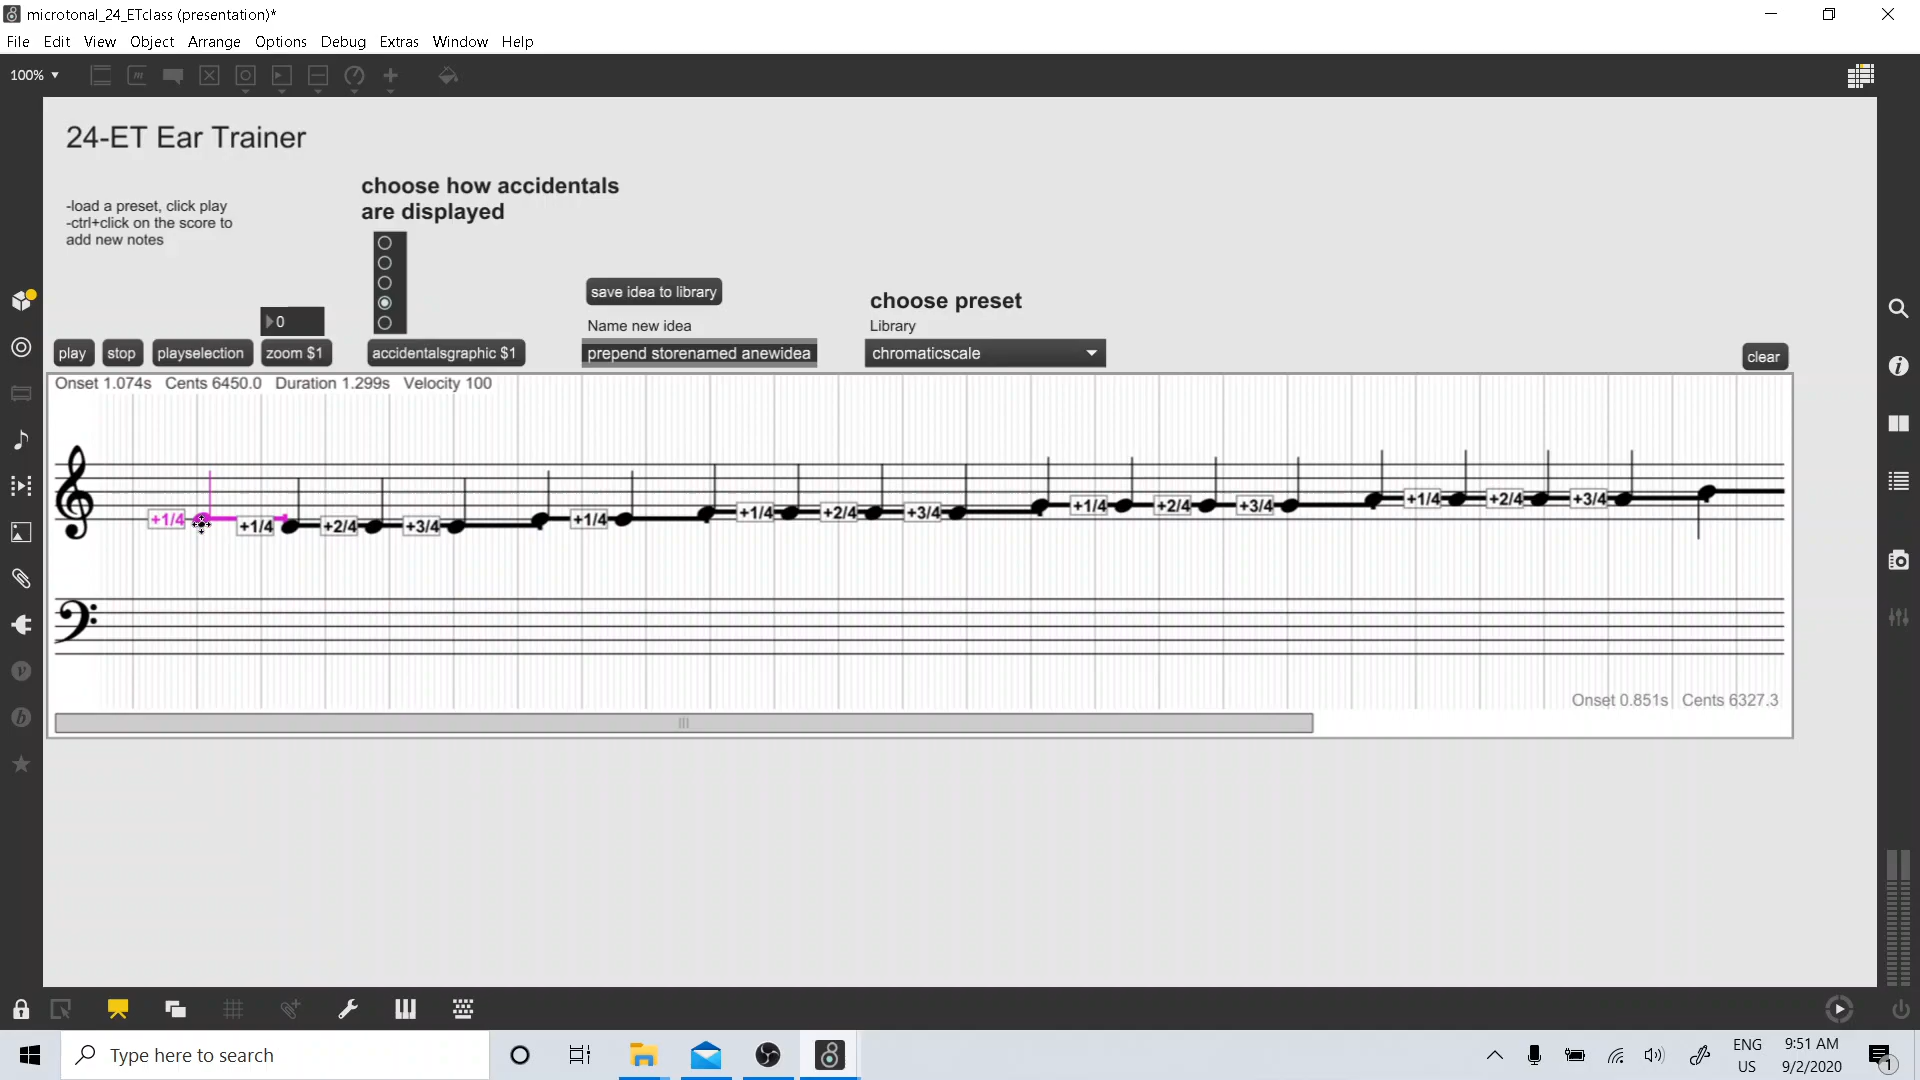 microtonal_24_ETclass (presentation)*
File Edit View Object Arrange Options Debug Extras Window Help
100%
24-ET Ear Trainer
choose how accidentals
are displayed
-load a preset, click play
-ctrl+click on the score to
add new notes
save idea to library
choose preset
0
Name new idea
Library
play stop playselection zoom $1 accidentalsgraphic $1 prepend storenamed anewidea chromaticscale clear
Onset 1.074s Cents 6450.0 Duration 1.299s Velocity 100
+1/4 +1/4 +2/4 +3/4 +1/4 +1/4 +2/4 +3/4 +1/4 +2/4 +3/4 +1/4 +2/4 +3/4
Onset 0.851s Cents 6327.3
Type here to search
ENG
US
9:51 AM
9/2/2020
1